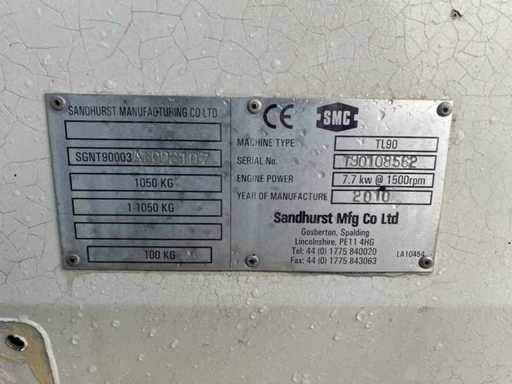 SANDHURST MANUFACTURING CO LTD
SGNT90003
1050 KG
1-1050 KG
100 KG
CE
SMC
MACHINE TYPE TL90
SERIAL No. T90108562
ENGINE POWER 7.7 kw @ 1500rpm
YEAR OF MANUFACTURE 2010
Sandhurst Mfg Co Ltd
Gosberton, Spalding
Lincolnshire, PE11 4HG
Tel: 44 (0) 1775 840020
Fax: 44 (0) 1775 843063
LA10454